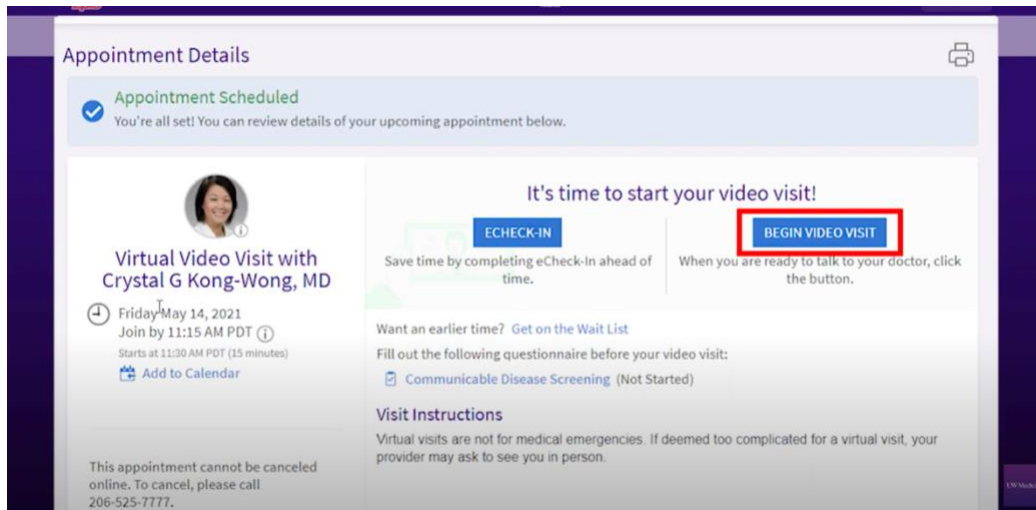 Appointment Details
Appointment Scheduled
You're all set! You can review details of your upcoming appointment below.
Virtual Video Visit with
Crystal G Kong-Wong, MD
Friday May 14, 2021
Join by 11:15 AM PDT
Starts at 11:30 AM PDT (15 minutes)
Add to Calendar
This appointment cannot be canceled
online. To cancel, please call
206-525-7777.
It's time to start your video visit!
ECHECK-IN
Save time by completing eCheck-In ahead of
time.
BEGIN VIDEO VISIT
When you are ready to talk to your doctor, click
the button.
Want an earlier time? Get on the Wait List
Fill out the following questionnaire before your video visit:
Communicable Disease Screening (Not Started)
Visit Instructions
Virtual visits are not for medical emergencies. If deemed too complicated for a virtual visit, your
provider may ask to see you in person.